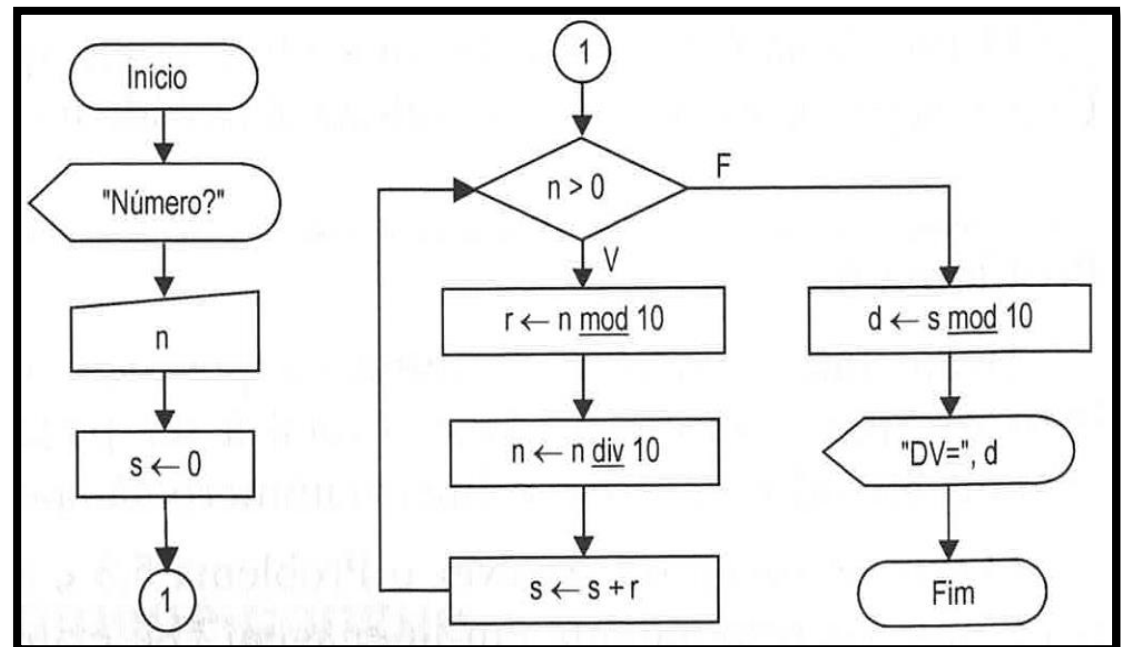 Início
"Número?"
n
s ← 0
1
1
n > 0
F
V
r ← n mod 10
n ← n div 10
s ← s + r
d ← s mod 10
"DV=", d
Fim